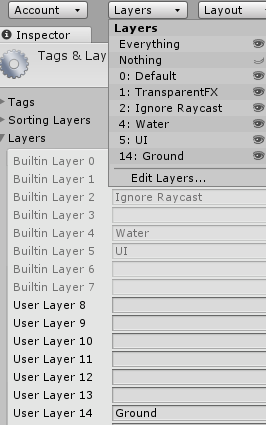 Account Layers Layout
Inspector
Tags & Lay
Layers
Everything
Nothing
0: Default
1: TransparentFX
2: Ignore Raycast
4: Water
5: UI
14: Ground
Edit Layers...
Tags
Sorting Layers
Layers
Builtin Layer 0
Builtin Layer 1
Builtin Layer 2 Ignore Raycast
Builtin Layer 3
Builtin Layer 4 Water
Builtin Layer 5 UI
Builtin Layer 6
Builtin Layer 7
User Layer 8
User Layer 9
User Layer 10
User Layer 11
User Layer 12
User Layer 13
User Layer 14 Ground